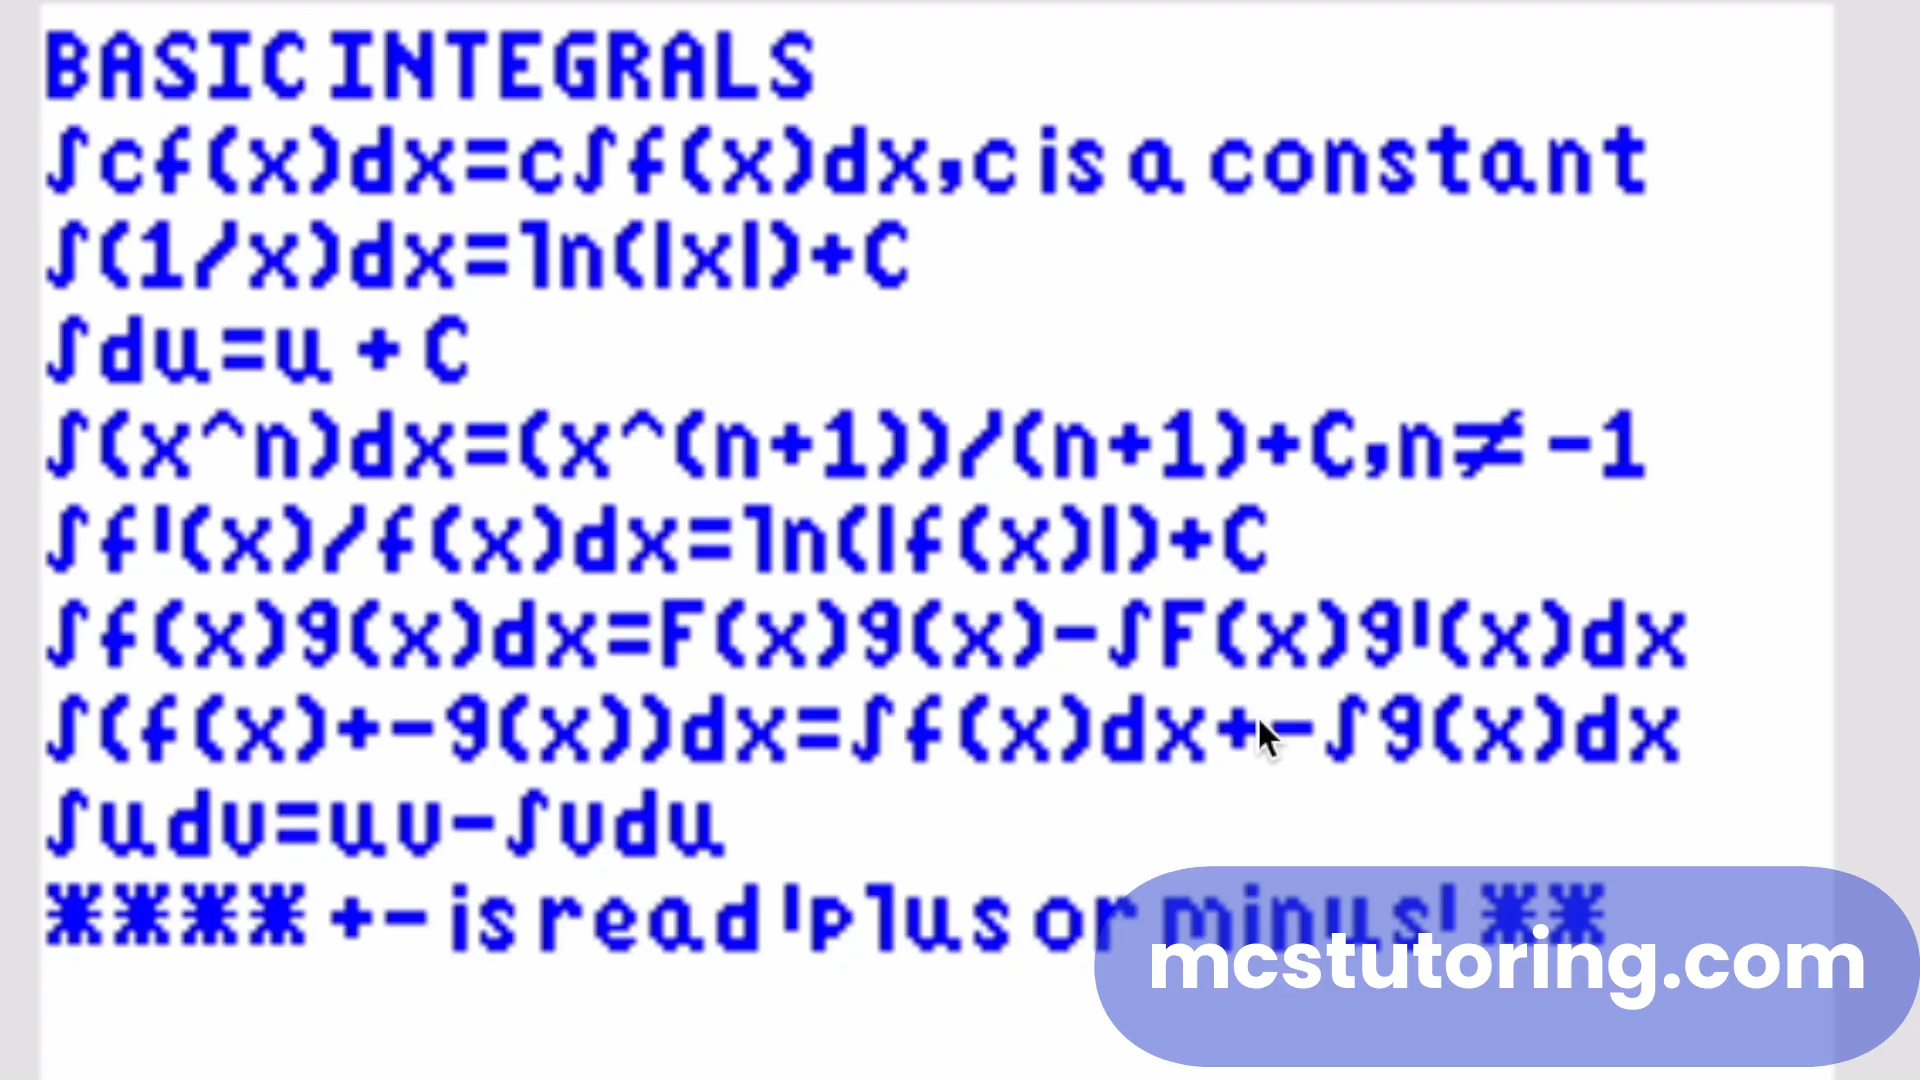 BASIC INTEGRALS
∫cf(x)dx=c∫f(x)dx,c is a constant
∫(1/x)dx=ln(|x|)+C
∫du=u + C
∫(x^n)dx=(x^(n+1))/(n+1)+C,n≠ -1
∫f'(x)/f(x)dx=ln(|f(x)|)+C
∫f(x)g(x)dx=F(x)g(x)-∫F(x)g'(x)dx
∫(f(x)+-g(x))dx=∫f(x)dx+-∫g(x)dx
∫udv=uv-∫vdu
**** +- is read 'plus or minus' **
mcstutoring.com